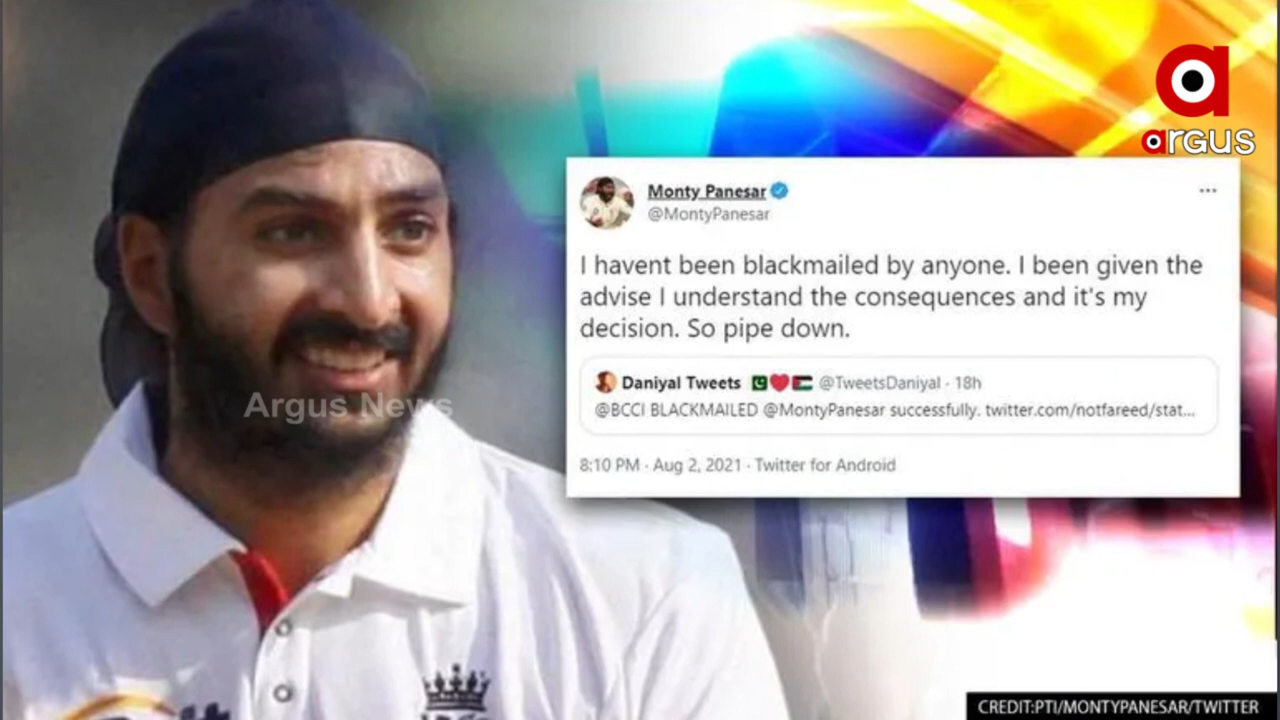 a
argus
Monty Panesar
@MontyPanesar
I havent been blackmailed by anyone. I been given the
advise I understand the consequences and it's my
decision. So pipe down.
Daniyal Tweets @TweetsDaniyal · 18h
@BCCI BLACKMAILED @MontyPanesar successfully. twitter.com/notfareed/stat...
8:10 PM · Aug 2, 2021 · Twitter for Android
Argus News
CREDIT:PTI/MONTYPANESAR/TWITTER